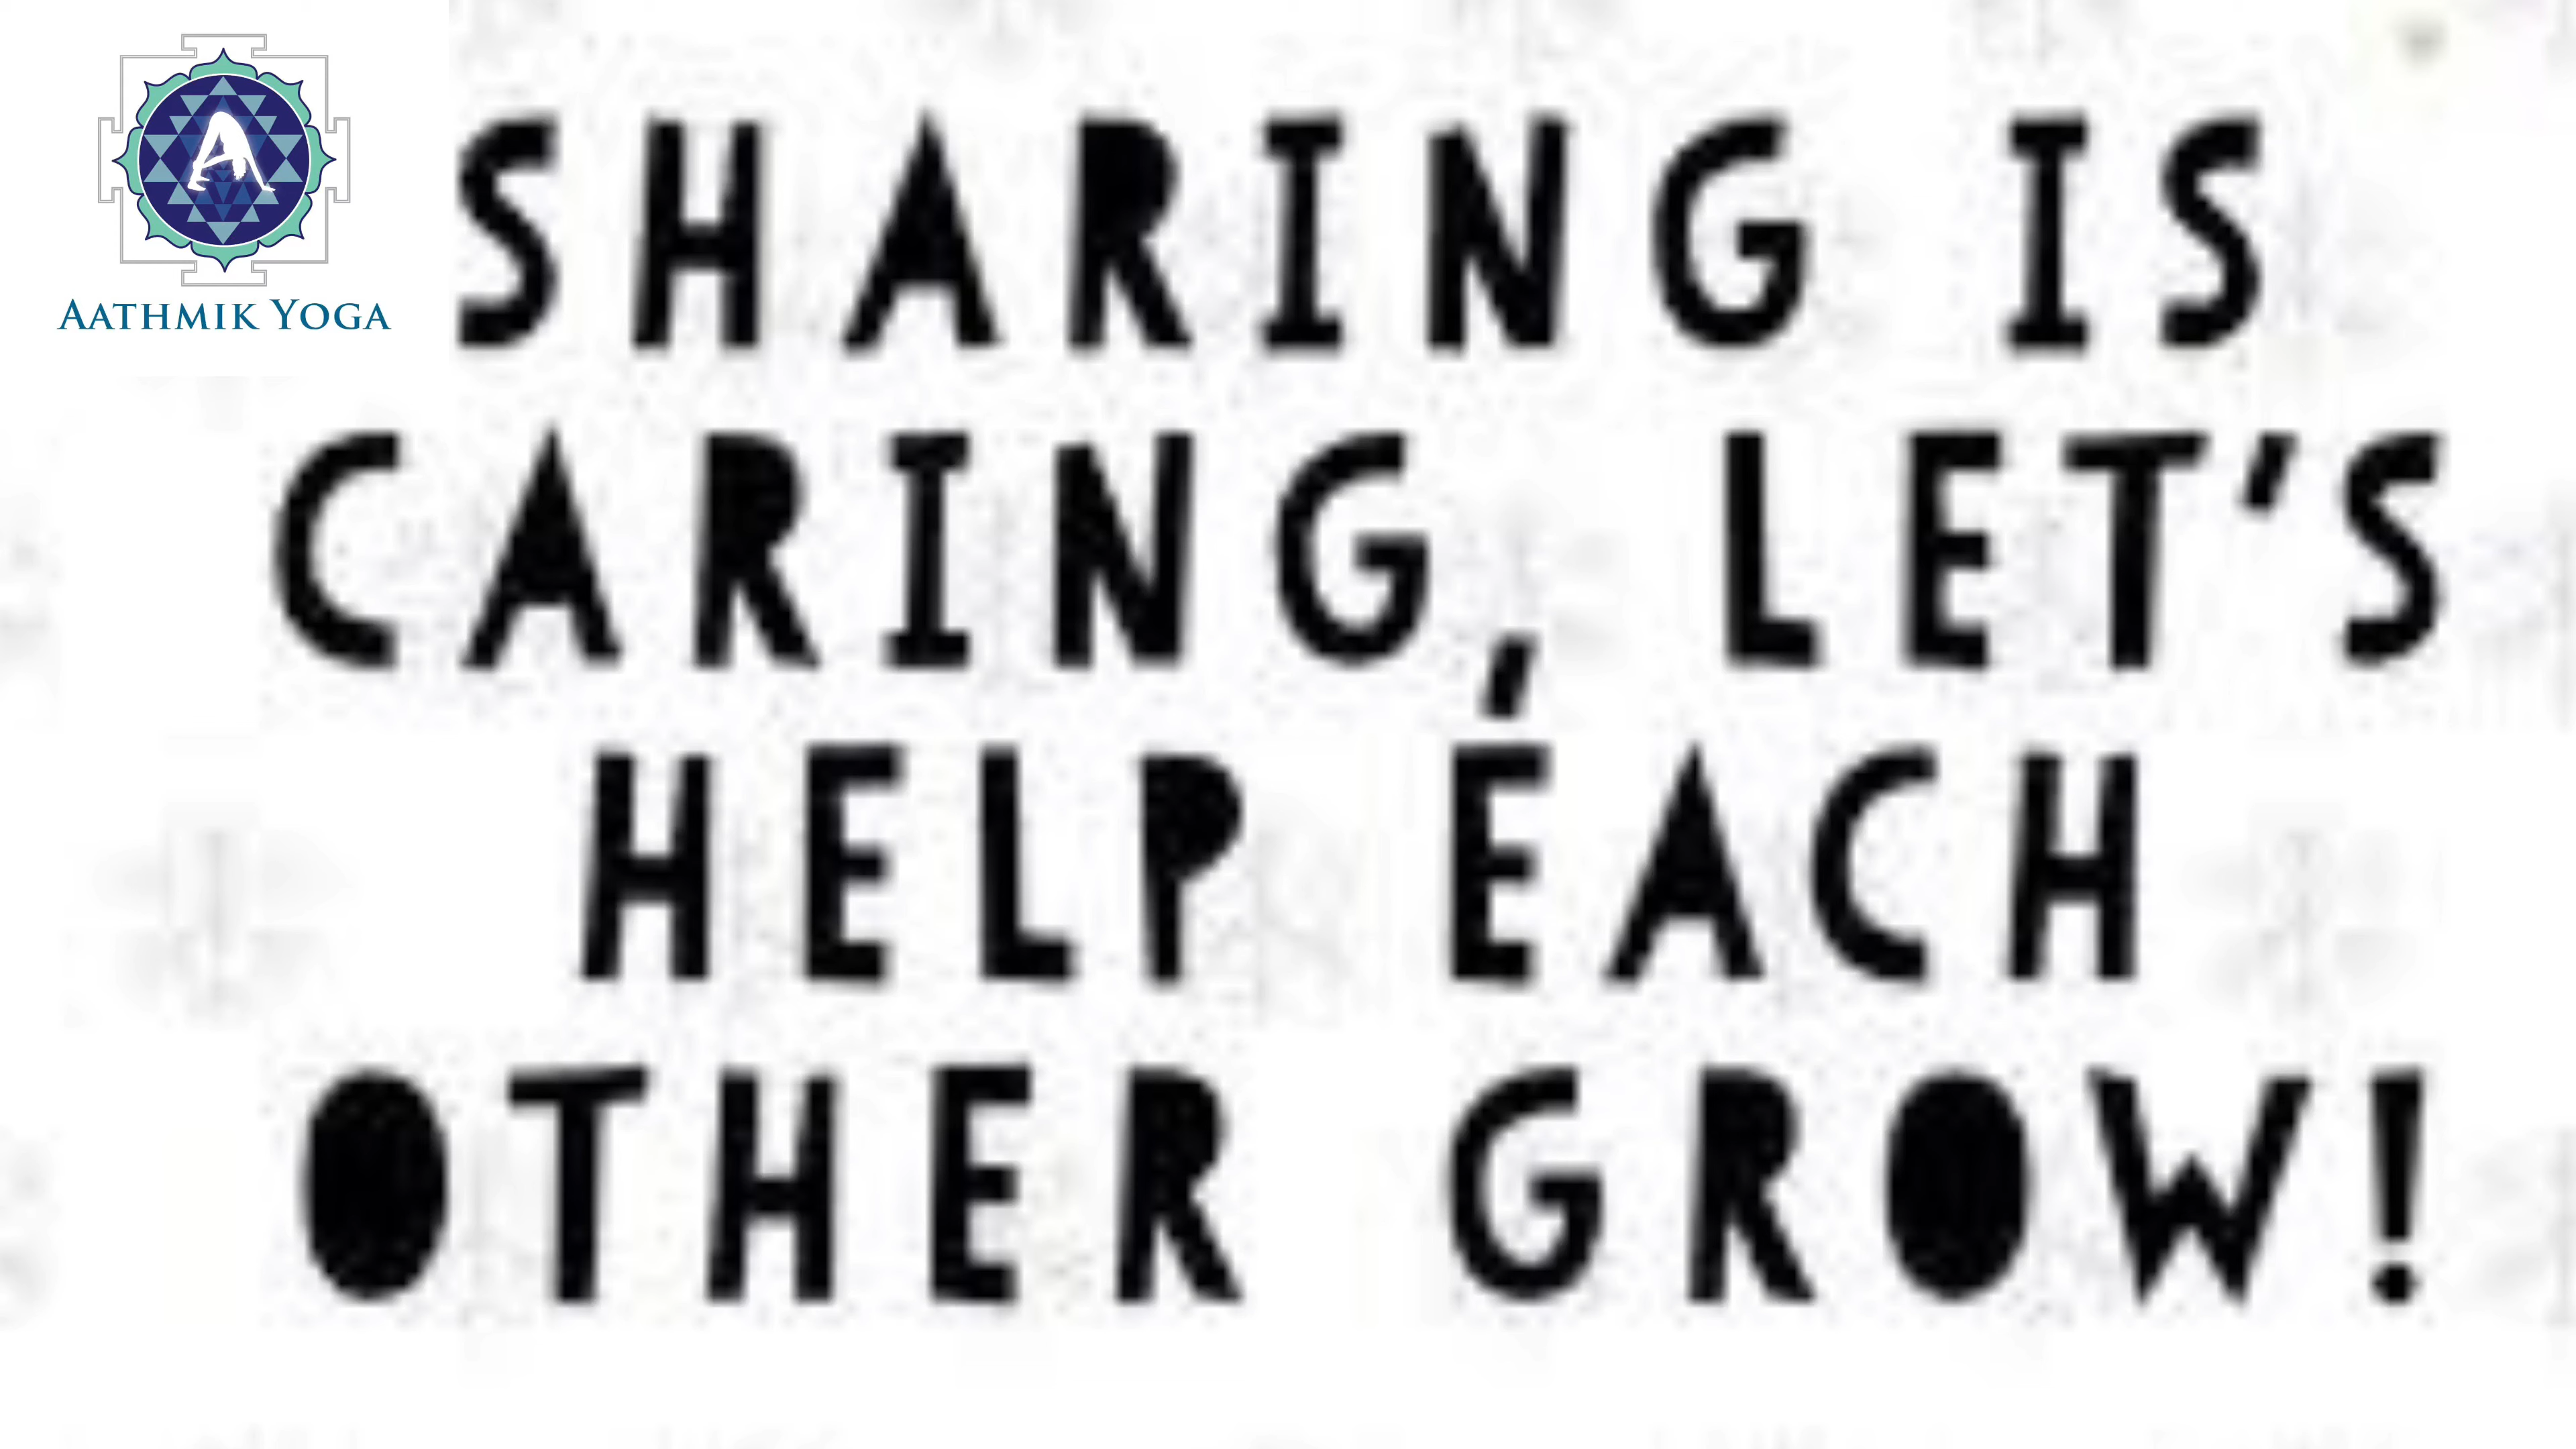 AATHMIK YOGA
SHARING IS
CARING, LET'S
HELP EACH
OTHER GROW!